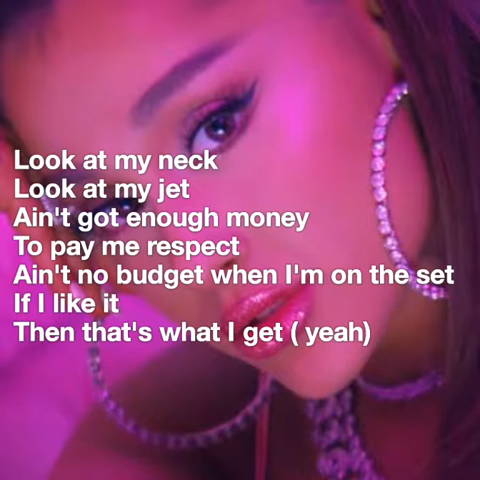 Look at my neck
Look at my jet
Ain't got enough money
To pay me respect
Ain't no budget when I'm on the set
If I like it
Then that's what I get ( yeah)